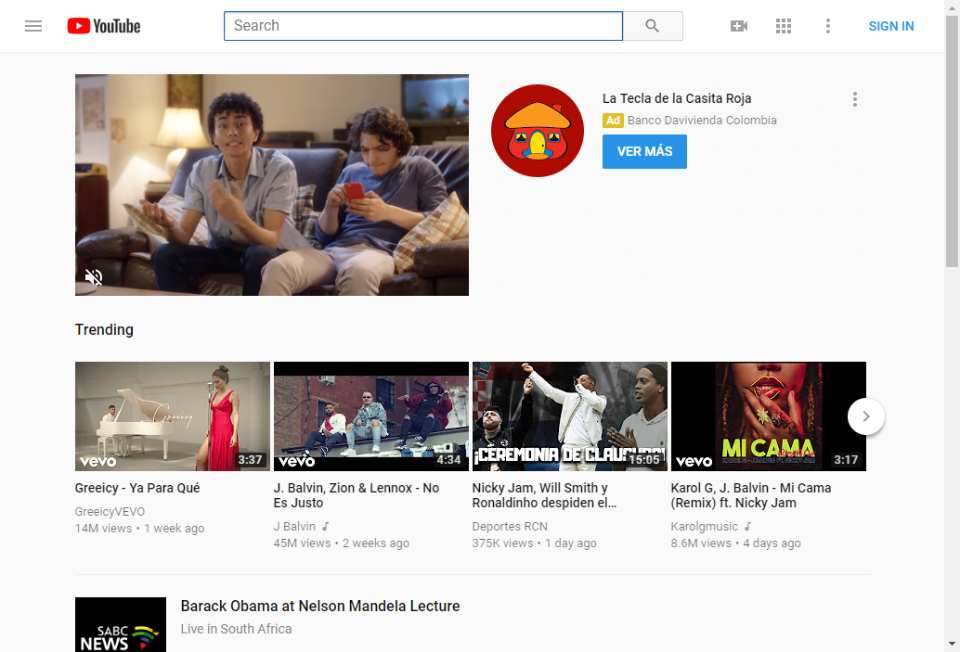 YouTube
Search
SIGN IN
La Tecla de la Casita Roja
Ad Banco Davivienda Colombia
VER MÁS
Trending
Greeicy
vevo
3:37
vevo
4:34
¡CEREMONIA DE CLAUSURA!
15:05
MI CAMA
vevo
3:17
Greeicy - Ya Para Qué
GreeicyVEVO
14M views • 1 week ago
J. Balvin, Zion & Lennox - No
Es Justo
J Balvin
45M views • 2 weeks ago
Nicky Jam, Will Smith y
Ronaldinho despiden el...
Deportes RCN
375K views • 1 day ago
Karol G, J. Balvin - Mi Cama
(Remix) ft. Nicky Jam
Karolgmusic
8.6M views • 4 days ago
SABC
NEWS
Barack Obama at Nelson Mandela Lecture
Live in South Africa